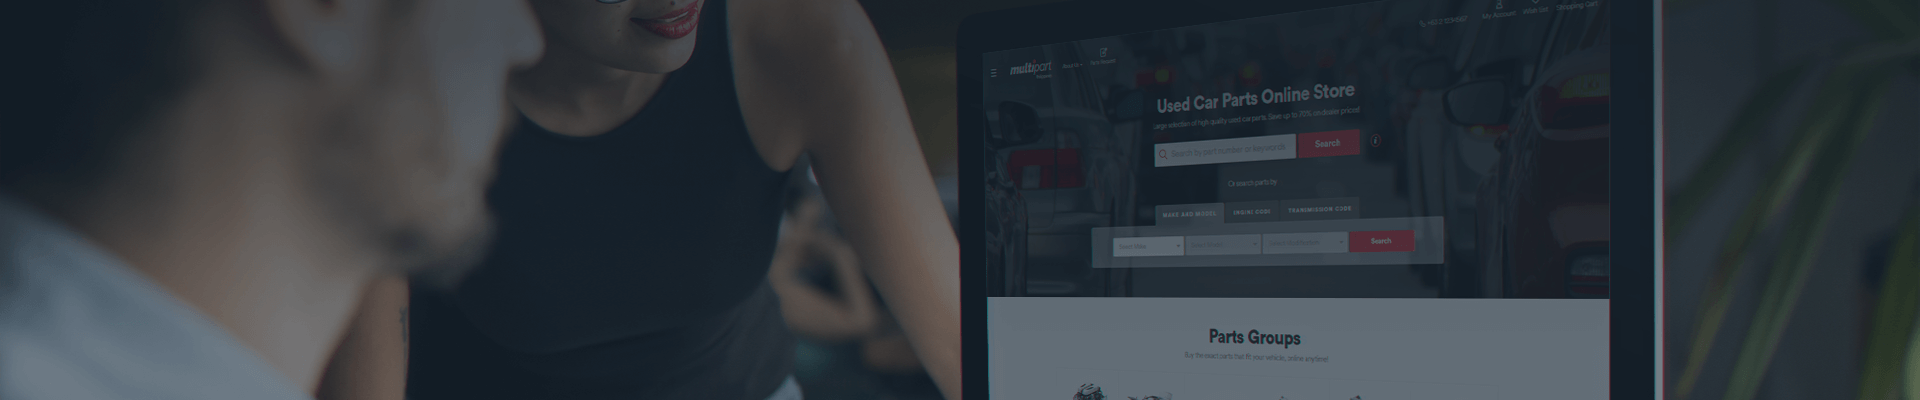 My Account Wish List Shopping Cart
multipart
Used Car Parts Online Store
Large selection of high quality used car parts. Save up to 70% on dealer prices!
Search by part number or keywords
Search
Or search parts by
MAKE AND MODEL
ENGINE CODE
TRANSMISSION CODE
Search
Parts Groups
Buy the exact parts that fit your vehicle, online anytime!